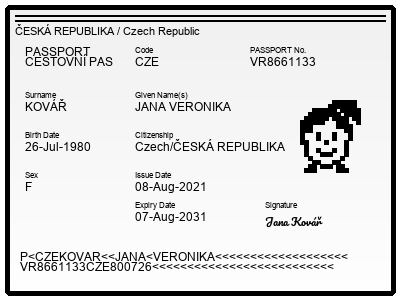 ČESKÁ REPUBLIKA / Czech Republic
PASSPORT
CESTOVNÍ PAS
Code
CZE
PASSPORT No.
VR8661133
Surname
KOVÁŘ
Given Name(s)
JANA VERONIKA
Birth Date
26-Jul-1980
Citizenship
Czech/ČESKÁ REPUBLIKA
Sex
F
Issue Date
08-Aug-2021
Expiry Date
07-Aug-2031
Signature
Jana Kovář
P<CZEKOVAR<<JANA<VERONIKA<<<<<<<<<<<<<<<<<<<
VR8661133CZE800726<<<<<<<<<<<<<<<<<<<<<<<<<<